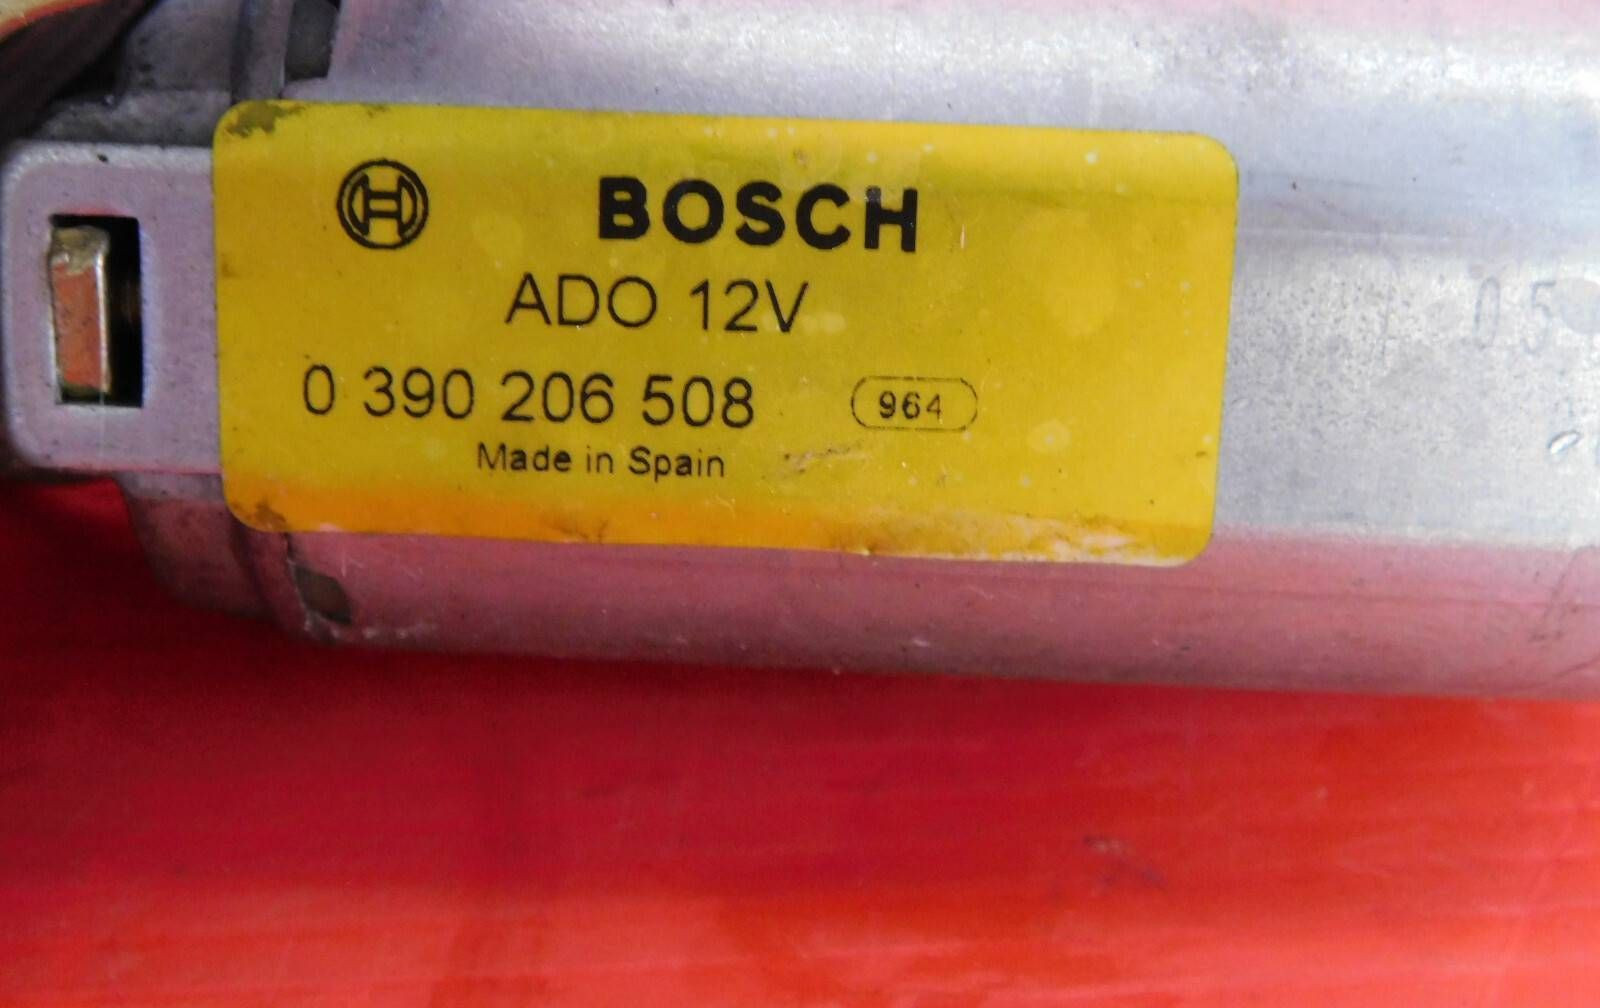 BOSCH
ADO 12V
0 390 206 508 964
Made in Spain